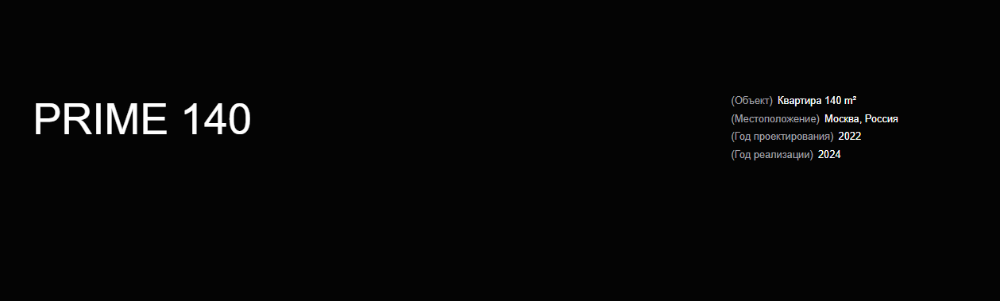 PRIME 140
(Объект) Квартира 140 m²
(Местоположение) Москва, Россия
(Год проектирования) 2022
(Год реализации) 2024